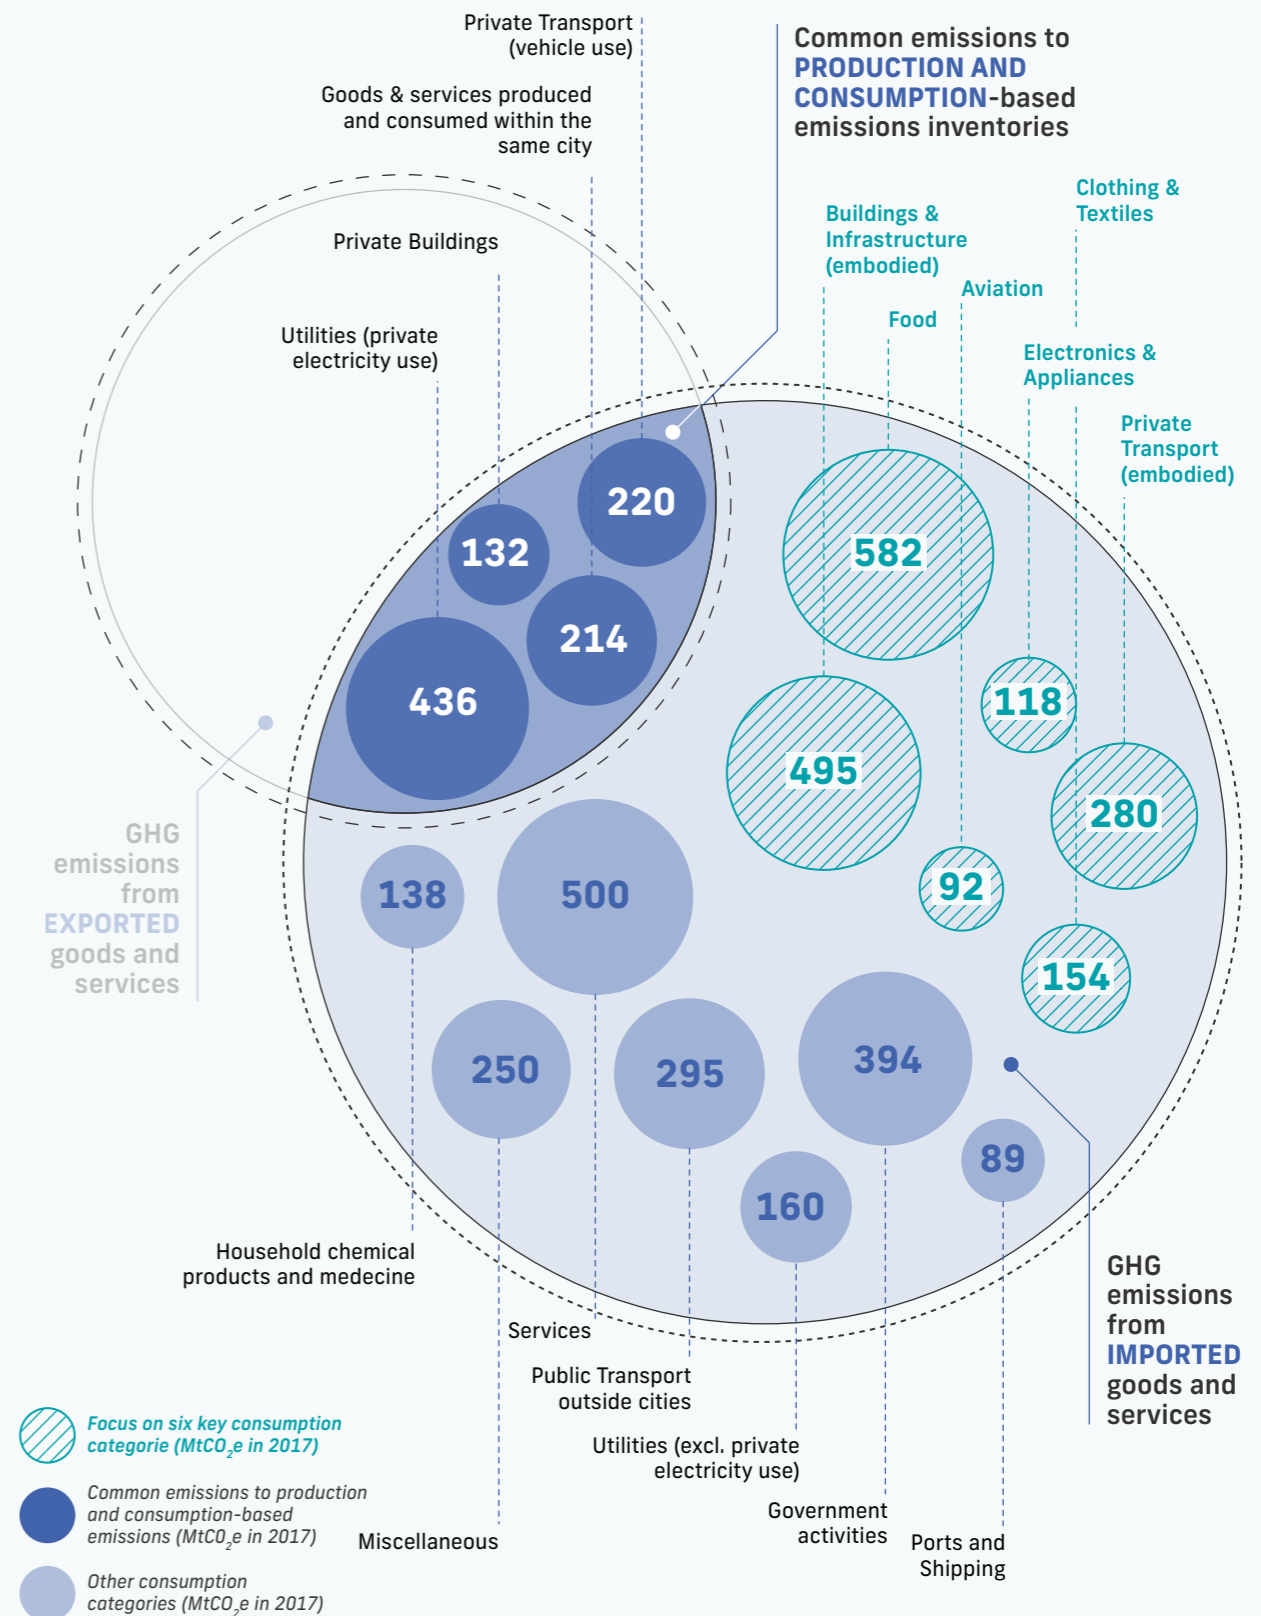 Private Transport
(vehicle use)
Goods & services produced
and consumed within the
same city
Private Buildings
Utilities (private
electricity use)
Common emissions to
PRODUCTION AND
CONSUMPTION-based
emissions inventories
Clothing &
Textiles
Buildings &
Infrastructure
(embodied)
Aviation
Food
Electronics &
Appliances
Private
Transport
(embodied)
220
132
214
436
582
118
495
280
92
154
138
500
250
295
394
160
89
GHG
emissions
from
EXPORTED
goods and
services
Household chemical
products and medecine
Services
Public Transport
outside cities
Utilities (excl. private
electricity use)
Government
activities
Miscellaneous
Ports and
Shipping
GHG
emissions
from
IMPORTED
goods and
services
Focus on six key consumption
categorie (MtCO₂e in 2017)
Common emissions to production
and consumption-based
emissions (MtCO₂e in 2017)
Other consumption
categories (MtCO₂e in 2017)